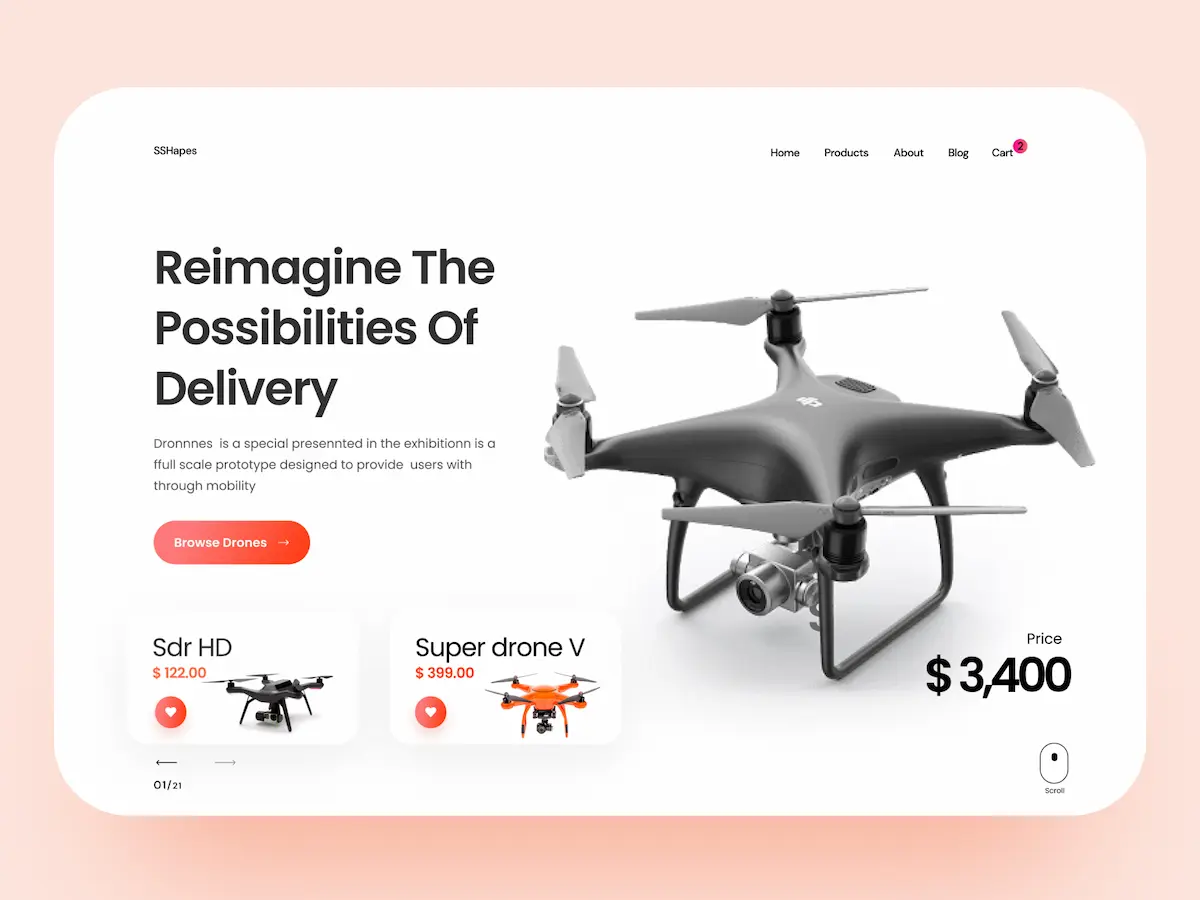 SSHapes
Home Products About Blog Cart 2
Reimagine The
Possibilities Of
Delivery
Dronnnes is a special presennted in the exhibitionn is a
ffull scale prototype designed to provide users with
through mobility
Browse Drones →
Sdr HD
$ 122.00
Super drone V
$ 399.00
Price
$ 3,400
01/21
Scroll